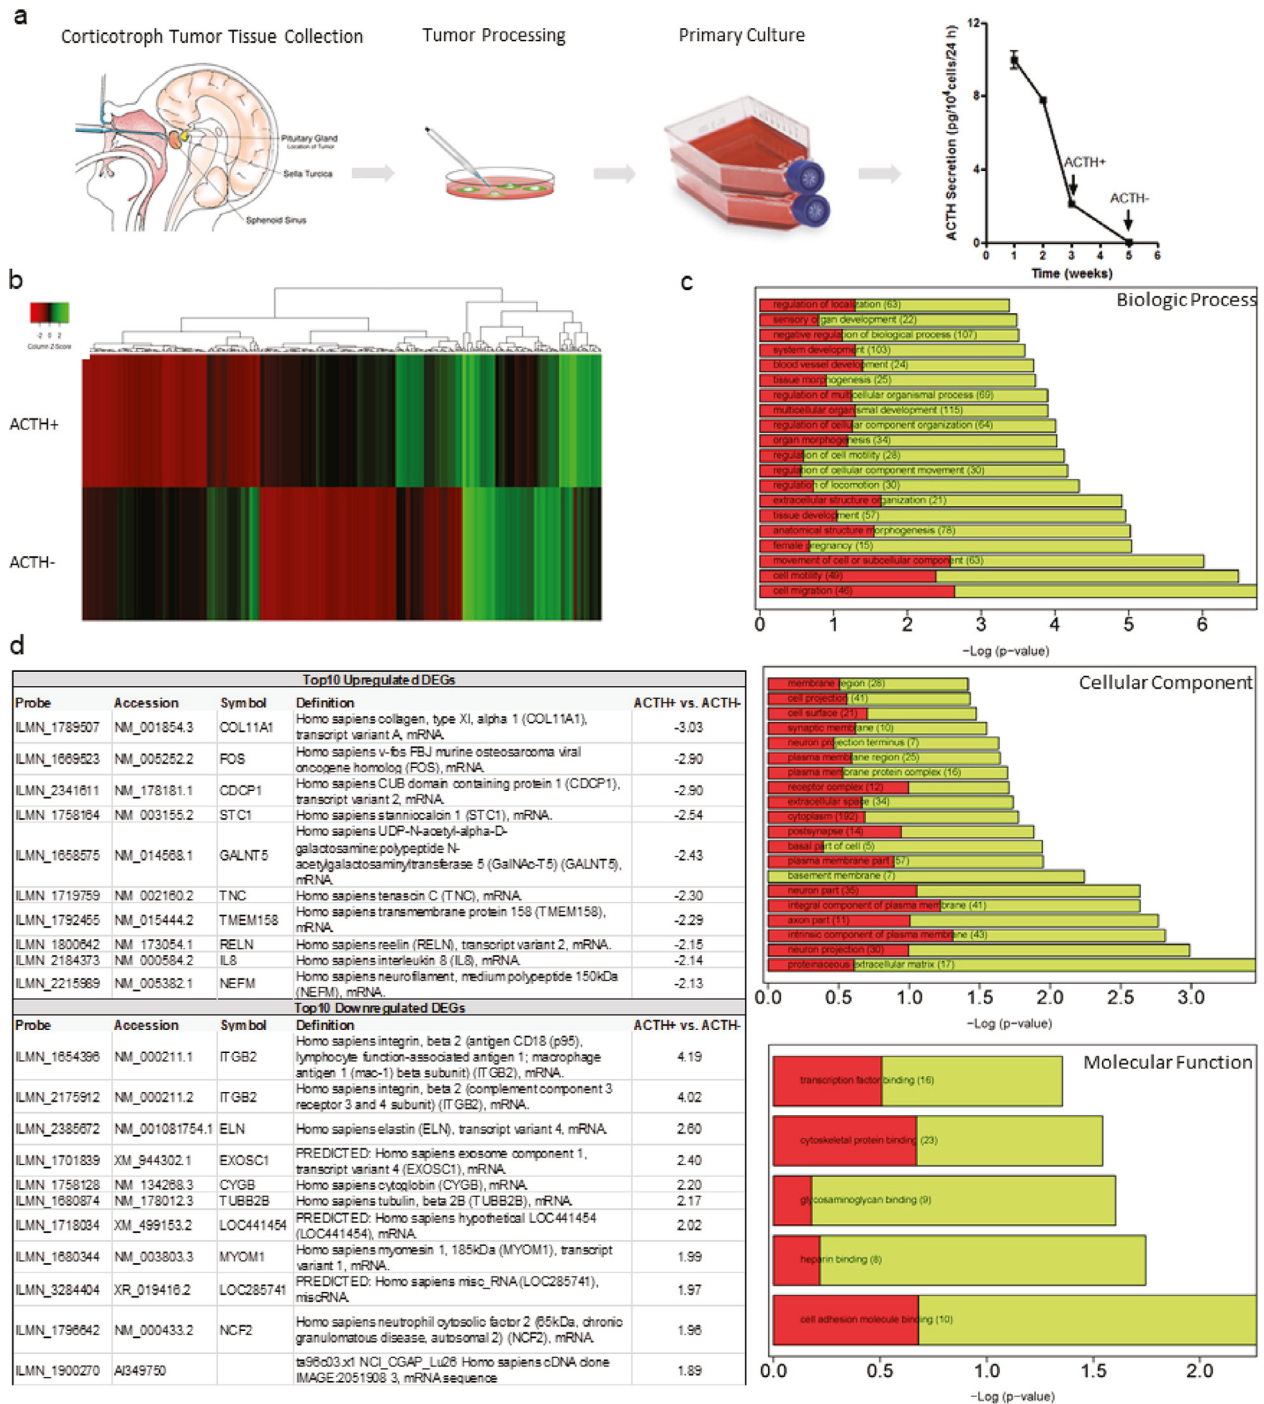 a
Corticotroph Tumor Tissue Collection
Tumor Processing
Primary Culture
Pituitary Gland
Location of Tumor
Sella Turcica
Sphenoid Sinus
ACTH Secretion (pg/10⁴cells/24 h)
12
8
4
0
ACTH+
ACTH-
0 1 2 3 4 5 6
Time (weeks)
b
-2 0 2
Column Z-Score
ACTH+
ACTH-
c
Biologic Process
regulation of localization (63)
sensory organ development (22)
negative regulation of biological process (107)
system development (103)
blood vessel development (24)
tissue morphogenesis (25)
regulation of multicellular organismal process (69)
multicellular organismal development (115)
regulation of cellular component organization (64)
organ morphogenesis (34)
regulation of cell motility (28)
regulation of cellular component movement (30)
regulation of locomotion (30)
extracellular structure organization (21)
tissue development (57)
anatomical structure morphogenesis (78)
female pregnancy (15)
movement of cell or subcellular component (63)
cell motility (49)
cell migration (46)
0 1 2 3 4 5 6
−Log (p-value)
Cellular Component
membrane region (28)
cell projection (41)
cell surface (21)
synaptic membrane (10)
neuron projection terminus (7)
plasma membrane region (25)
plasma membrane protein complex (16)
receptor complex (12)
extracellular space (34)
cytoplasm (192)
postsynapse (14)
basal part of cell (5)
plasma membrane part (57)
basement membrane (7)
neuron part (35)
integral component of plasma membrane (41)
axon part (11)
intrinsic component of plasma membrane (43)
neuron projection (30)
proteinaceous extracellular matrix (17)
0.0 0.5 1.0 1.5 2.0 2.5 3.0
−Log (p-value)
Molecular Function
transcription factor binding (16)
cytoskeletal protein binding (23)
glycosaminoglycan binding (9)
heparin binding (8)
cell adhesion molecule binding (10)
0.0 0.5 1.0 1.5 2.0
−Log (p-value)
d
Top10 Upregulated DEGs
Probe Accession Symbol Definition ACTH+ vs. ACTH-
ILMN_1789507 NM_001854.3 COL11A1 Homo sapiens collagen, type XI, alpha 1 (COL11A1), -3.03
transcript variant A, mRNA.
ILMN_1669523 NM_005252.2 FOS Homo sapiens v-fos FBJ murine osteosarcoma viral -2.90
oncogene homolog (FOS), mRNA.
ILMN_2341611 NM_178181.1 CDCP1 Homo sapiens CUB domain containing protein 1 (CDCP1), -2.90
transcript variant 2, mRNA.
ILMN_1758164 NM_003155.2 STC1 Homo sapiens stanniocalcin 1 (STC1), mRNA. -2.54
Homo sapiens UDP-N-acetyl-alpha-D-
galactosamine:polypeptide N-
ILMN_1658575 NM_014568.1 GALNT5 acetylgalactosaminyltransferase 5 (GalNAc-T5) (GALNT5), -2.43
mRNA.
ILMN_1719759 NM_002160.2 TNC Homo sapiens tenascin C (TNC), mRNA. -2.30
ILMN_1792455 NM_015444.2 TMEM158 Homo sapiens transmembrane protein 158 (TMEM158), -2.29
mRNA.
ILMN_1800642 NM_173054.1 RELN Homo sapiens reelin (RELN), transcript variant 2, mRNA. -2.15
ILMN_2184373 NM_000584.2 IL8 Homo sapiens interleukin 8 (IL8), mRNA. -2.14
ILMN_2215989 NM_005382.1 NEFM Homo sapiens neurofilament, medium polypeptide 150kDa -2.13
(NEFM), mRNA.
Top10 Downregulated DEGs
Probe Accession Symbol Definition ACTH+ vs. ACTH-
Homo sapiens integrin, beta 2 (antigen CD18 (p95),
ILMN_1654396 NM_000211.1 ITGB2 lymphocyte function-associated antigen 1; macrophage 4.19
antigen 1 (mac-1) beta subunit) (ITGB2), mRNA.
ILMN_2175912 NM_000211.2 ITGB2 Homo sapiens integrin, beta 2 (complement component 3 4.02
receptor 3 and 4 subunit) (ITGB2), mRNA.
ILMN_2385672 NM_001081754.1 ELN Homo sapiens elastin (ELN), transcript variant 4, mRNA. 2.60
ILMN_1701839 XM_944302.1 EXOSC1 PREDICTED: Homo sapiens exosome component 1, 2.40
transcript variant 4 (EXOSC1), mRNA.
ILMN_1758128 NM_134268.3 CYGB Homo sapiens cytoglobin (CYGB), mRNA. 2.20
ILMN_1680874 NM_178012.3 TUBB2B Homo sapiens tubulin, beta 2B (TUBB2B), mRNA. 2.17
ILMN_1718034 XM_499153.2 LOC441454 PREDICTED: Homo sapiens hypothetical LOC441454 2.02
(LOC441454), mRNA.
ILMN_1680344 NM_003803.3 MYOM1 Homo sapiens myomesin 1, 185kDa (MYOM1), transcript 1.99
variant 1, mRNA.
ILMN_3284404 XR_019416.2 LOC285741 PREDICTED: Homo sapiens misc_RNA (LOC285741), 1.97
miscRNA.
ILMN_1796642 NM_000433.2 NCF2 Homo sapiens neutrophil cytosolic factor 2 (65kDa, chronic 1.96
granulomatous disease, autosomal 2) (NCF2), mRNA.
ILMN_1900270 AI349750 ta96c03.x1 NCI_CGAP_Lu26 Homo sapiens cDNA clone 1.89
IMAGE:2051908 3, mRNA sequence